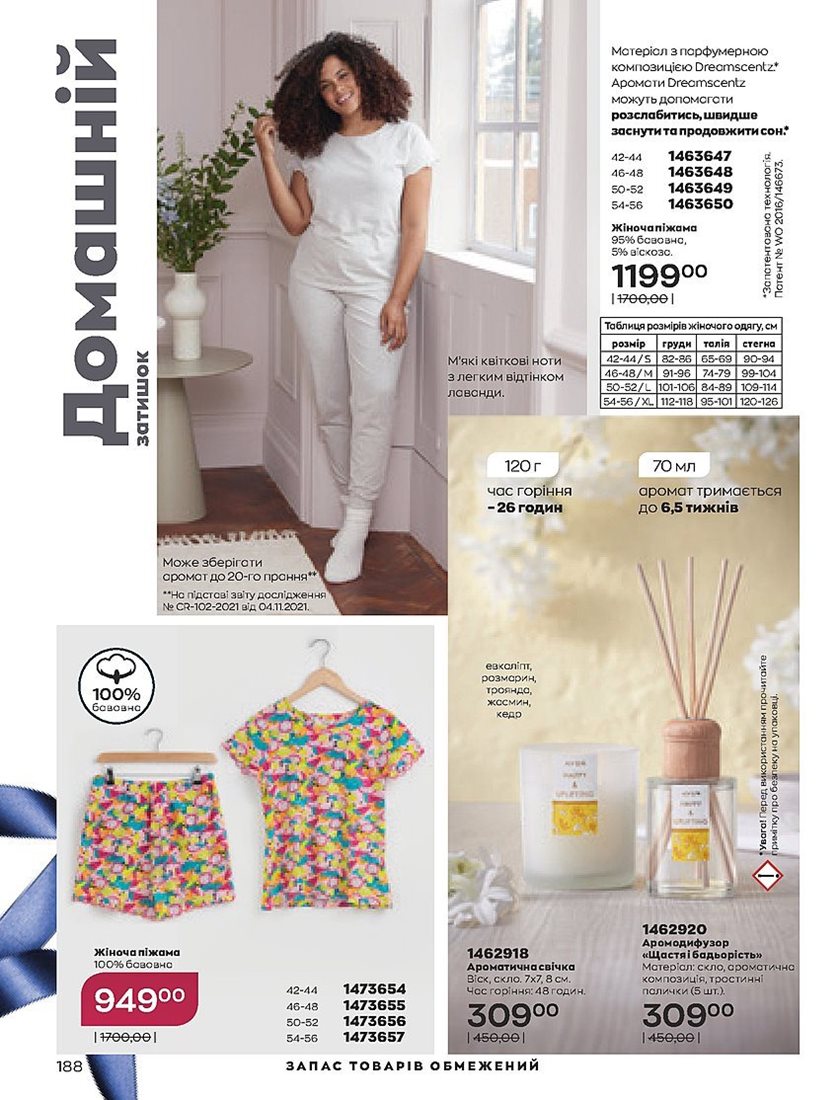 Домашній
затишок
Матеріал з парфумерною
композицією Dreamscentz.*
Аромати Dreamscentz
можуть допомагати
розслабитись, швидше
заснути та продовжити сон.*
42-44 1463647
46-48 1463648
50-52 1463649
54-56 1463650
Жіноча піжама
95% бавовна,
5% віскоза.
1199⁰⁰
|1700,00|
*Запатентована технологія.
Патент № WO 2016/146673.
Таблиця розмірів жіночого одягу, см
розмір груди талія стегна
42-44 / S 82-86 65-69 90-94
46-48 / M 91-96 74-79 99-104
50-52 / L 101-106 84-89 109-114
54-56 / XL 112-118 95-101 120-126
М'які квіткові ноти
з легким відтінком
лаванди.
Може зберігати
аромат до 20-го прання**
**На підставі звіту дослідження
№ CR-102-2021 від 04.11.2021.
120 г
час горіння
~ 26 годин
70 мл
аромат тримається
до 6,5 тижнів
евкаліпт,
розмарин,
троянда,
жасмин,
кедр
AVON
HAPPY
&
UPLIFTING
AVON
HAPPY
&
UPLIFTING
*Увага! Перед використанням прочитайте
примітку про безпеку на упаковці.
1462918
Ароматична свічка
Віск, скло. 7х7, 8 см.
Час горіння: 48 годин.
309⁰⁰
|450,00|
1462920
Аромодифузор
«Щастя і бадьорість»
Матеріал: скло, ароматична
композиція, тростинні
палички (5 шт.).
309⁰⁰
|450,00|
100%
бавовна
Жіноча піжама
100% бавовна
949⁰⁰
|1700,00|
42-44 1473654
46-48 1473655
50-52 1473656
54-56 1473657
188
ЗАПАС ТОВАРІВ ОБМЕЖЕНИЙ